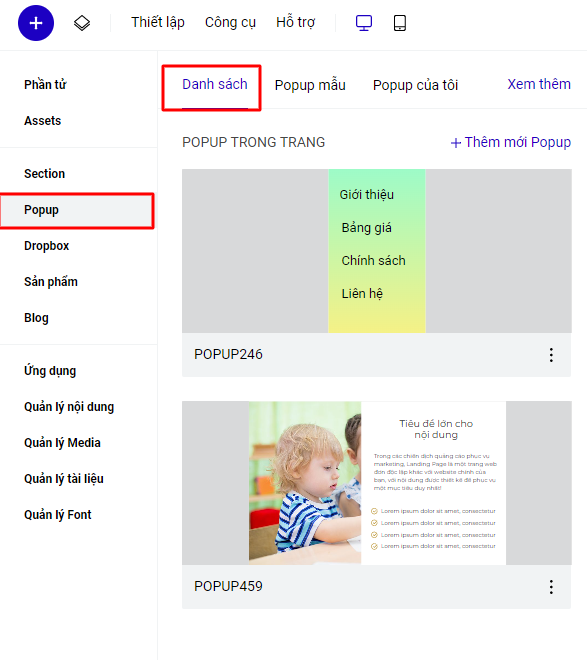 Thiết lập Công cụ Hỗ trợ
Phần tử
Assets
Section
Popup
Dropbox
Sản phẩm
Blog
Ứng dụng
Quản lý nội dung
Quản lý Media
Quản lý tài liệu
Quản lý Font
Danh sách Popup mẫu Popup của tôi Xem thêm
POPUP TRONG TRANG + Thêm mới Popup
Giới thiệu
Bảng giá
Chính sách
Liên hệ
POPUP246
Tiêu đề lớn cho
nội dung
Trong các chiến dịch quảng cáo phục vụ
marketing, Landing Page là một trang web
đơn độc lập khác với website chính của
bạn, với nội dung được thiết kế để phục vụ
một mục tiêu duy nhất!
Lorem ipsum dolor sit amet, consectetur
Lorem ipsum dolor sit amet, consectetur
Lorem ipsum dolor sit amet, consectetur
Lorem ipsum dolor sit amet, consectetur
POPUP459